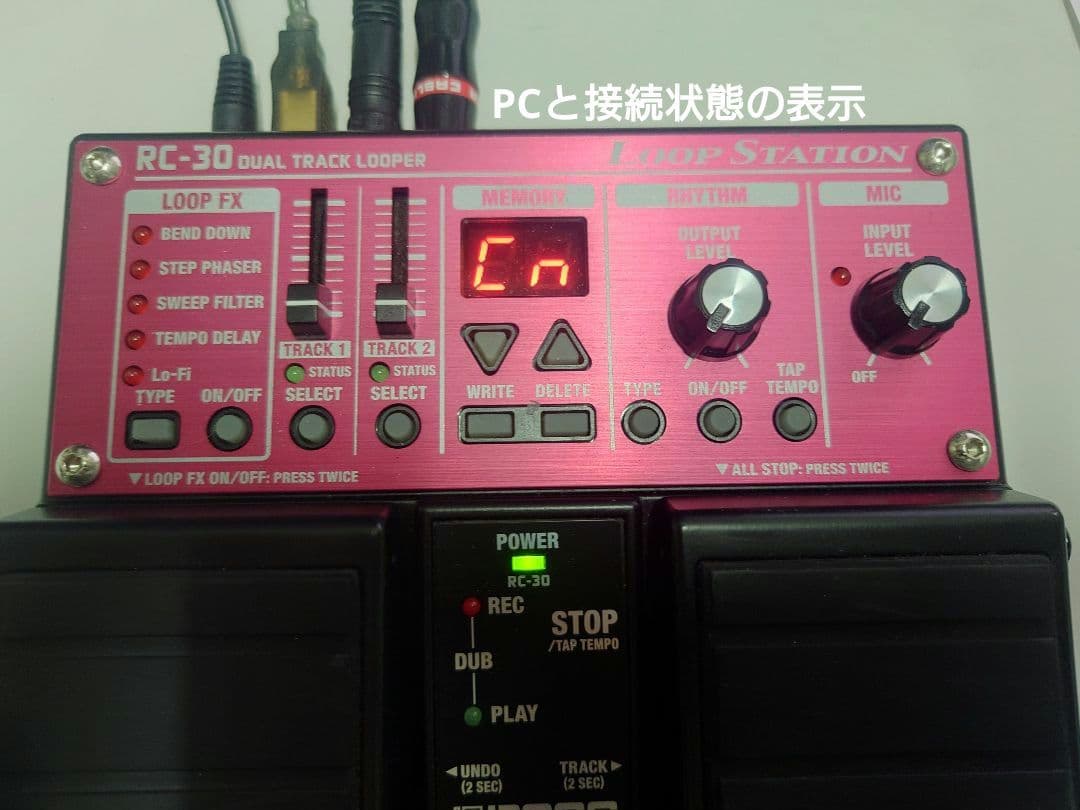 PCと接続状態の表示
RC-30 DUAL TRACK LOOPER
LOOP STATION
LOOP FX
BEND DOWN
STEP PHASER
SWEEP FILTER
TEMPO DELAY
Lo-Fi
TYPE
ON/OFF
TRACK 1
STATUS
SELECT
TRACK 2
STATUS
SELECT
MEMORY
Cn
WRITE
DELETE
RHYTHM
OUTPUT
LEVEL
TYPE
ON/OFF
TAP
TEMPO
MIC
INPUT
LEVEL
OFF
▼LOOP FX ON/OFF: PRESS TWICE
▼ALL STOP: PRESS TWICE
POWER
RC-30
REC
STOP
/TAP TEMPO
DUB
PLAY
◀UNDO
(2 SEC)
TRACK▶
(2 SEC)